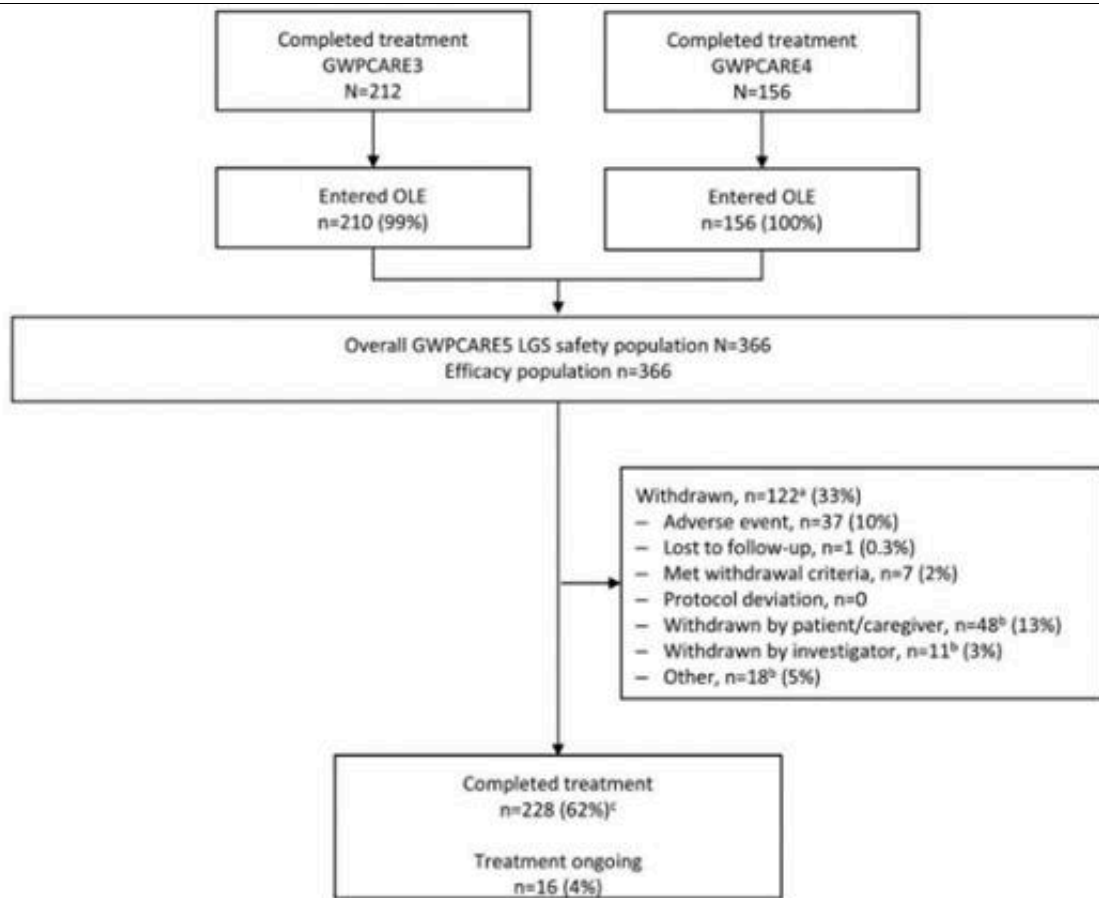 Completed treatment
GWPCARE3
N=212
Completed treatment
GWPCARE4
N=156
Entered OLE
n=210 (99%)
Entered OLE
n=156 (100%)
Overall GWPCARE5 LGS safety population N=366
Efficacy population n=366
Withdrawn, n=122ᵃ (33%)
– Adverse event, n=37 (10%)
– Lost to follow-up, n=1 (0.3%)
– Met withdrawal criteria, n=7 (2%)
– Protocol deviation, n=0
– Withdrawn by patient/caregiver, n=48ᵇ (13%)
– Withdrawn by investigator, n=11ᵇ (3%)
– Other, n=18ᵇ (5%)
Completed treatment
n=228 (62%)ᶜ
Treatment ongoing
n=16 (4%)